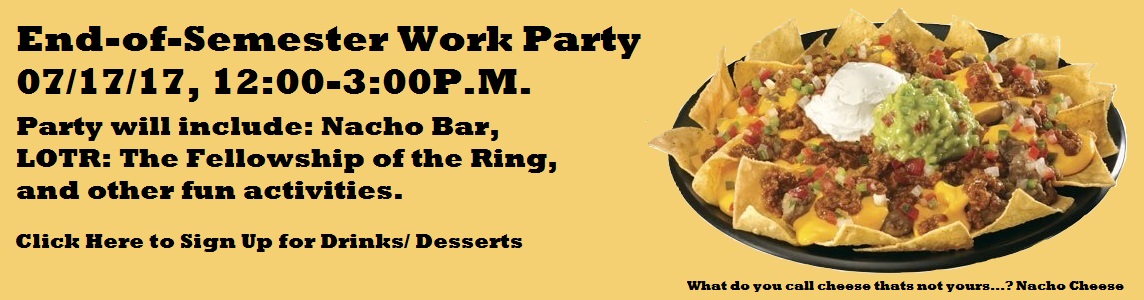 End-of-Semester Work Party
07/17/17, 12:00-3:00P.M.
Party will include: Nacho Bar,
LOTR: The Fellowship of the Ring,
and other fun activities.
Click Here to Sign Up for Drinks/ Desserts
What do you call cheese thats not yours...? Nacho Cheese